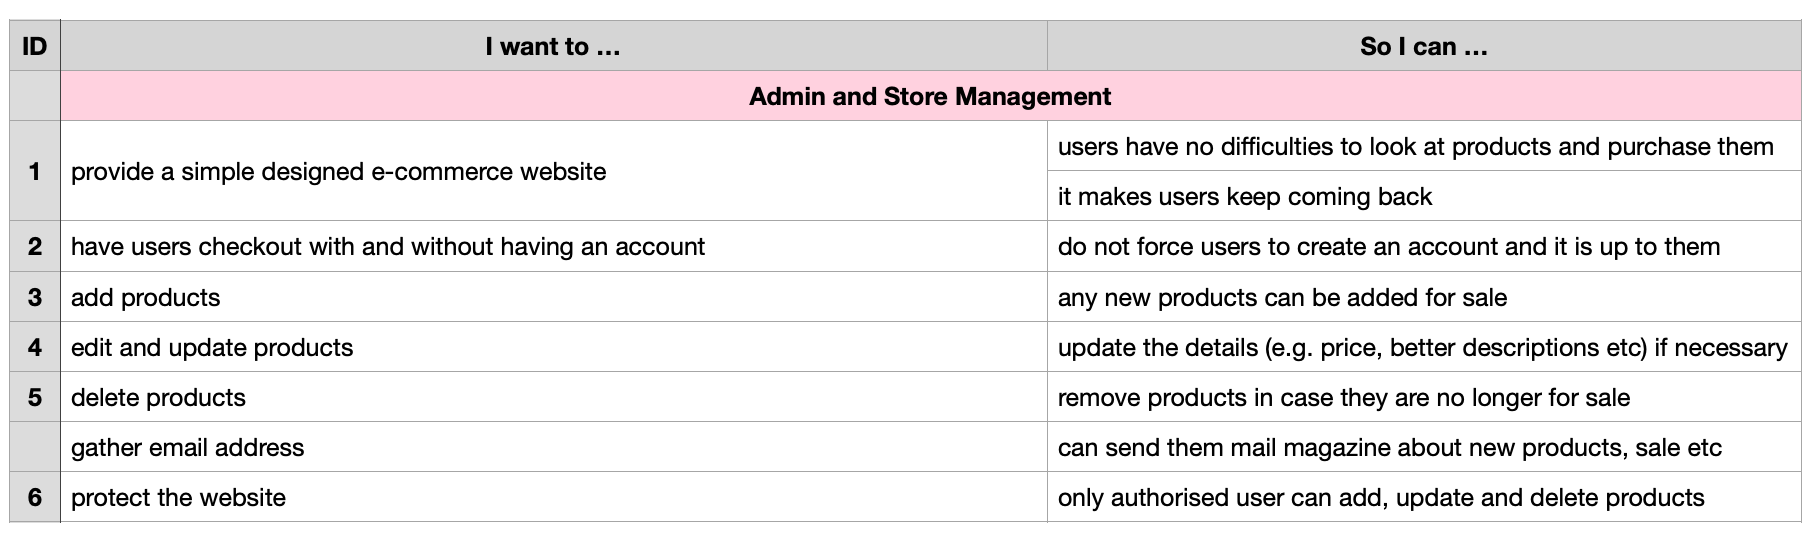 ID I want to ... So I can ...
Admin and Store Management
1 provide a simple designed e-commerce website users have no difficulties to look at products and purchase them
it makes users keep coming back
2 have users checkout with and without having an account do not force users to create an account and it is up to them
3 add products any new products can be added for sale
4 edit and update products update the details (e.g. price, better descriptions etc) if necessary
5 delete products remove products in case they are no longer for sale
gather email address can send them mail magazine about new products, sale etc
6 protect the website only authorised user can add, update and delete products